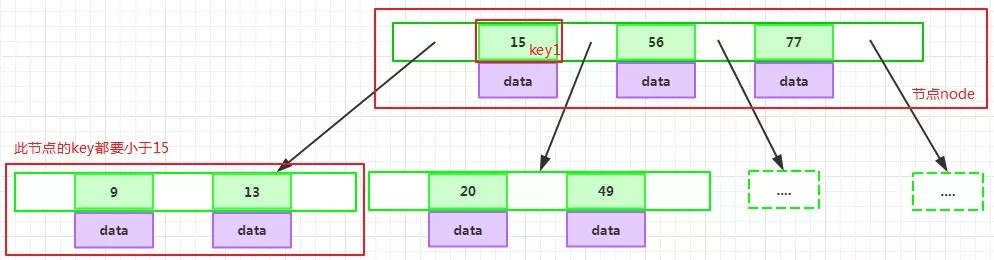 15 56 77
key1
data data data
节点node
此节点的key都要小于15
9 13 20 49 .... ....
data data data data